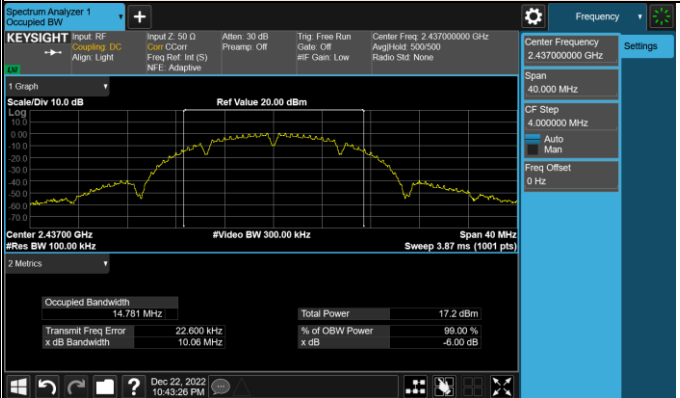 Spectrum Analyzer 1
Occupied BW
Frequency
KEYSIGHT
Input: RF
Coupling: DC
Align: Light
Input Z: 50 Ω
Corr CCorr
Freq Ref: Int (S)
NFE: Adaptive
Atten: 30 dB
Preamp: Off
Trig: Free Run
Gate: Off
#IF Gain: Low
Center Freq: 2.437000000 GHz
Avg|Hold: 500/500
Radio Std: None
Center Frequency
2.437000000 GHz
Settings
Span
40.000 MHz
CF Step
4.000000 MHz
Auto
Man
Freq Offset
0 Hz
1 Graph
Scale/Div 10.0 dB
Ref Value 20.00 dBm
Log
10.0
0.00
-10.0
-20.0
-30.0
-40.0
-50.0
-60.0
-70.0
Center 2.43700 GHz
#Video BW 300.00 kHz
Span 40 MHz
#Res BW 100.00 kHz
Sweep 3.87 ms (1001 pts)
2 Metrics
Occupied Bandwidth
14.781 MHz
Total Power 17.2 dBm
Transmit Freq Error 22.600 kHz
% of OBW Power 99.00 %
x dB Bandwidth 10.06 MHz
x dB -6.00 dB
?
Dec 22, 2022
10:43:26 PM